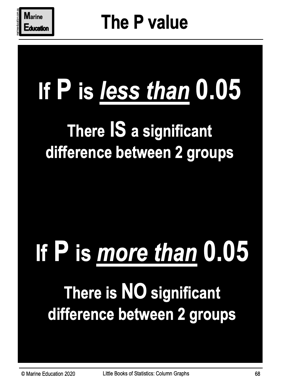 Marine
Education
The P value
If P is less than 0.05
There IS a significant
difference between 2 groups
If P is more than 0.05
There is NO significant
difference between 2 groups
© Marine Education 2020
Little Books of Statistics: Column Graphs
68